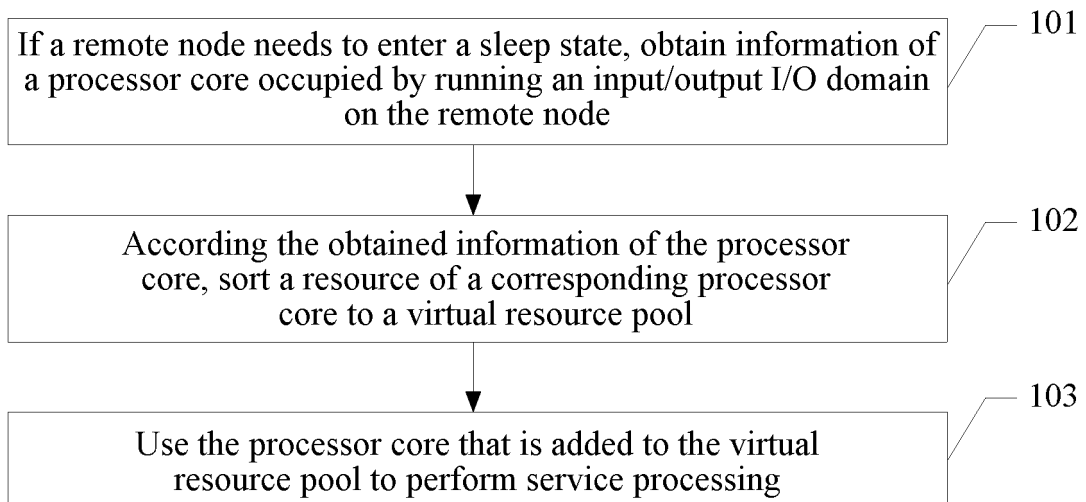 101
If a remote node needs to enter a sleep state, obtain information of
a processor core occupied by running an input/output I/O domain
on the remote node
102
According the obtained information of the processor
core, sort a resource of a corresponding processor
core to a virtual resource pool
103
Use the processor core that is added to the virtual
resource pool to perform service processing